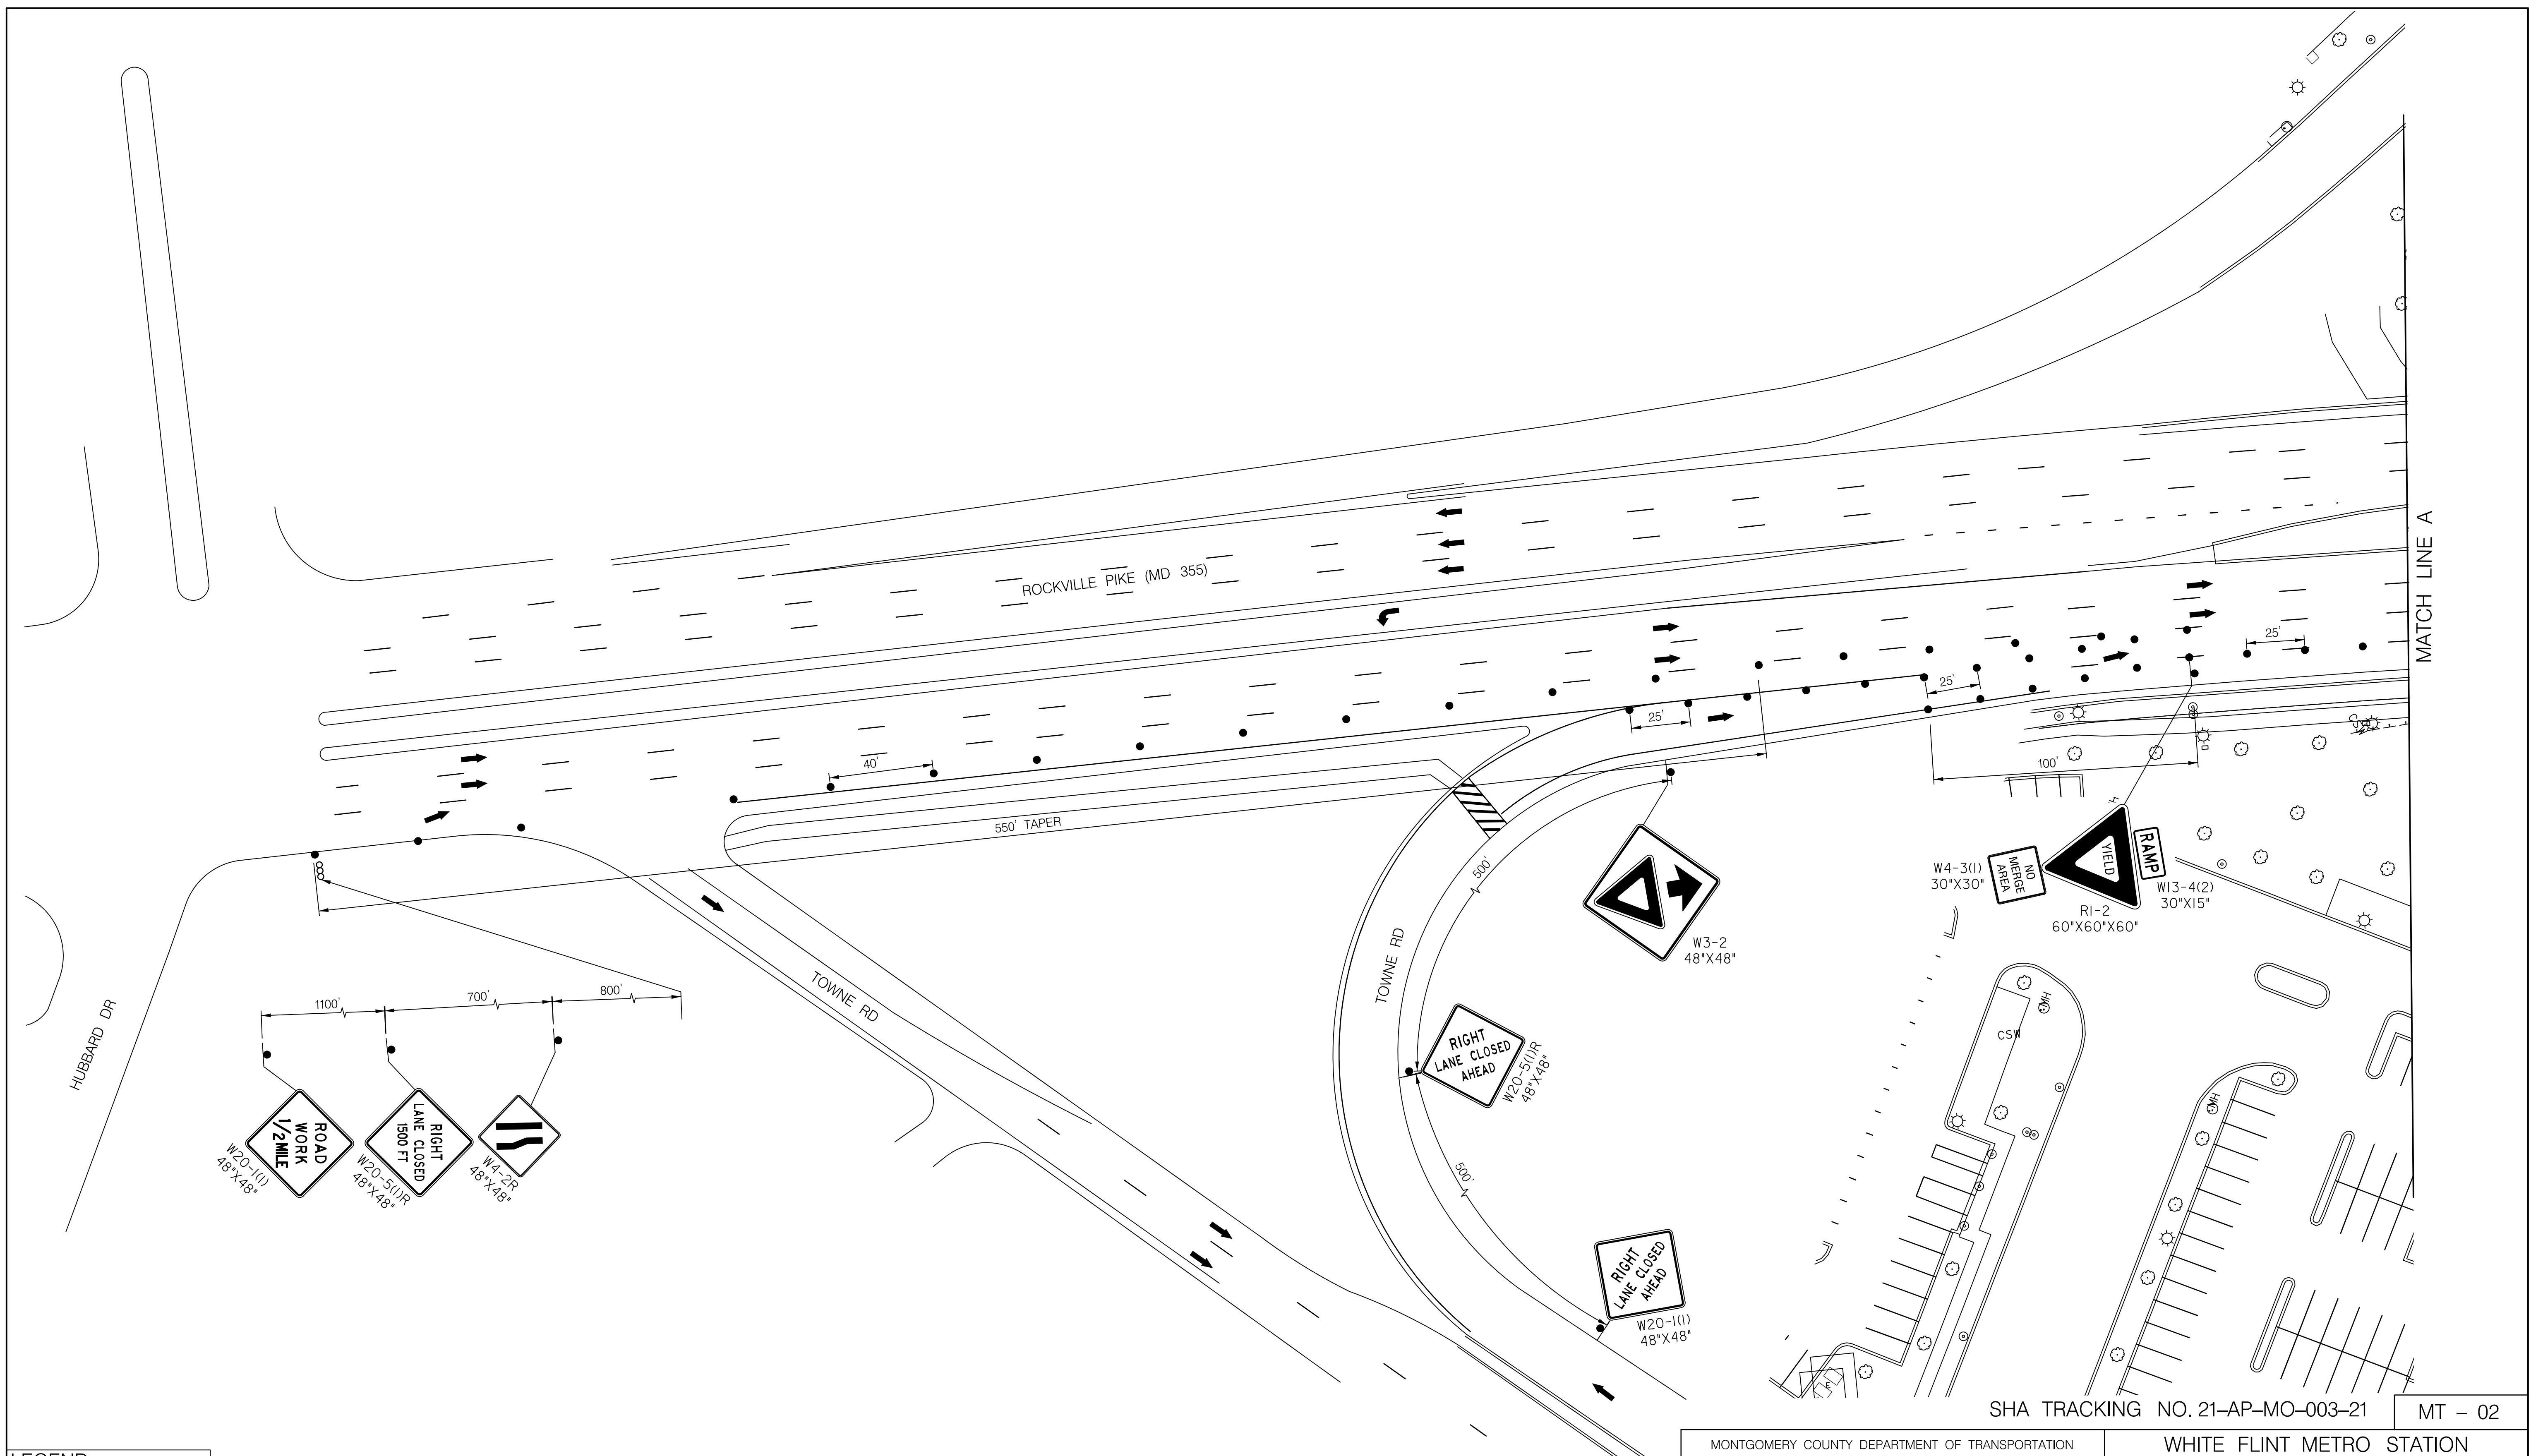 ROCKVILLE PIKE (MD 355)
MATCH LINE A
25'
25'
25'
40'
100'
550' TAPER
500'
TOWNE RD
W3-2
48"X48"
W4-3(1)
30"X30"
NO
MERGE
AREA
YIELD
RAMP
W13-4(2)
30"X15"
R1-2
60"X60"X60"
TOWNE RD
HUBBARD DR
1100'
700'
800'
ROAD
WORK
1/2 MILE
W20-1(1)
48"X48"
RIGHT
LANE CLOSED
1500 FT
W20-5(1)R
48"X48"
W4-2R
48"X48"
RIGHT
LANE CLOSED
AHEAD
W20-5(1)R
48"X48"
500'
RIGHT
LANE CLOSED
AHEAD
W20-1(1)
48"X48"
MH
CSW
MH
E
SHA TRACKING NO. 21-AP-MO-003-21
MT - 02
MONTGOMERY COUNTY DEPARTMENT OF TRANSPORTATION
WHITE FLINT METRO STATION
LEGEND